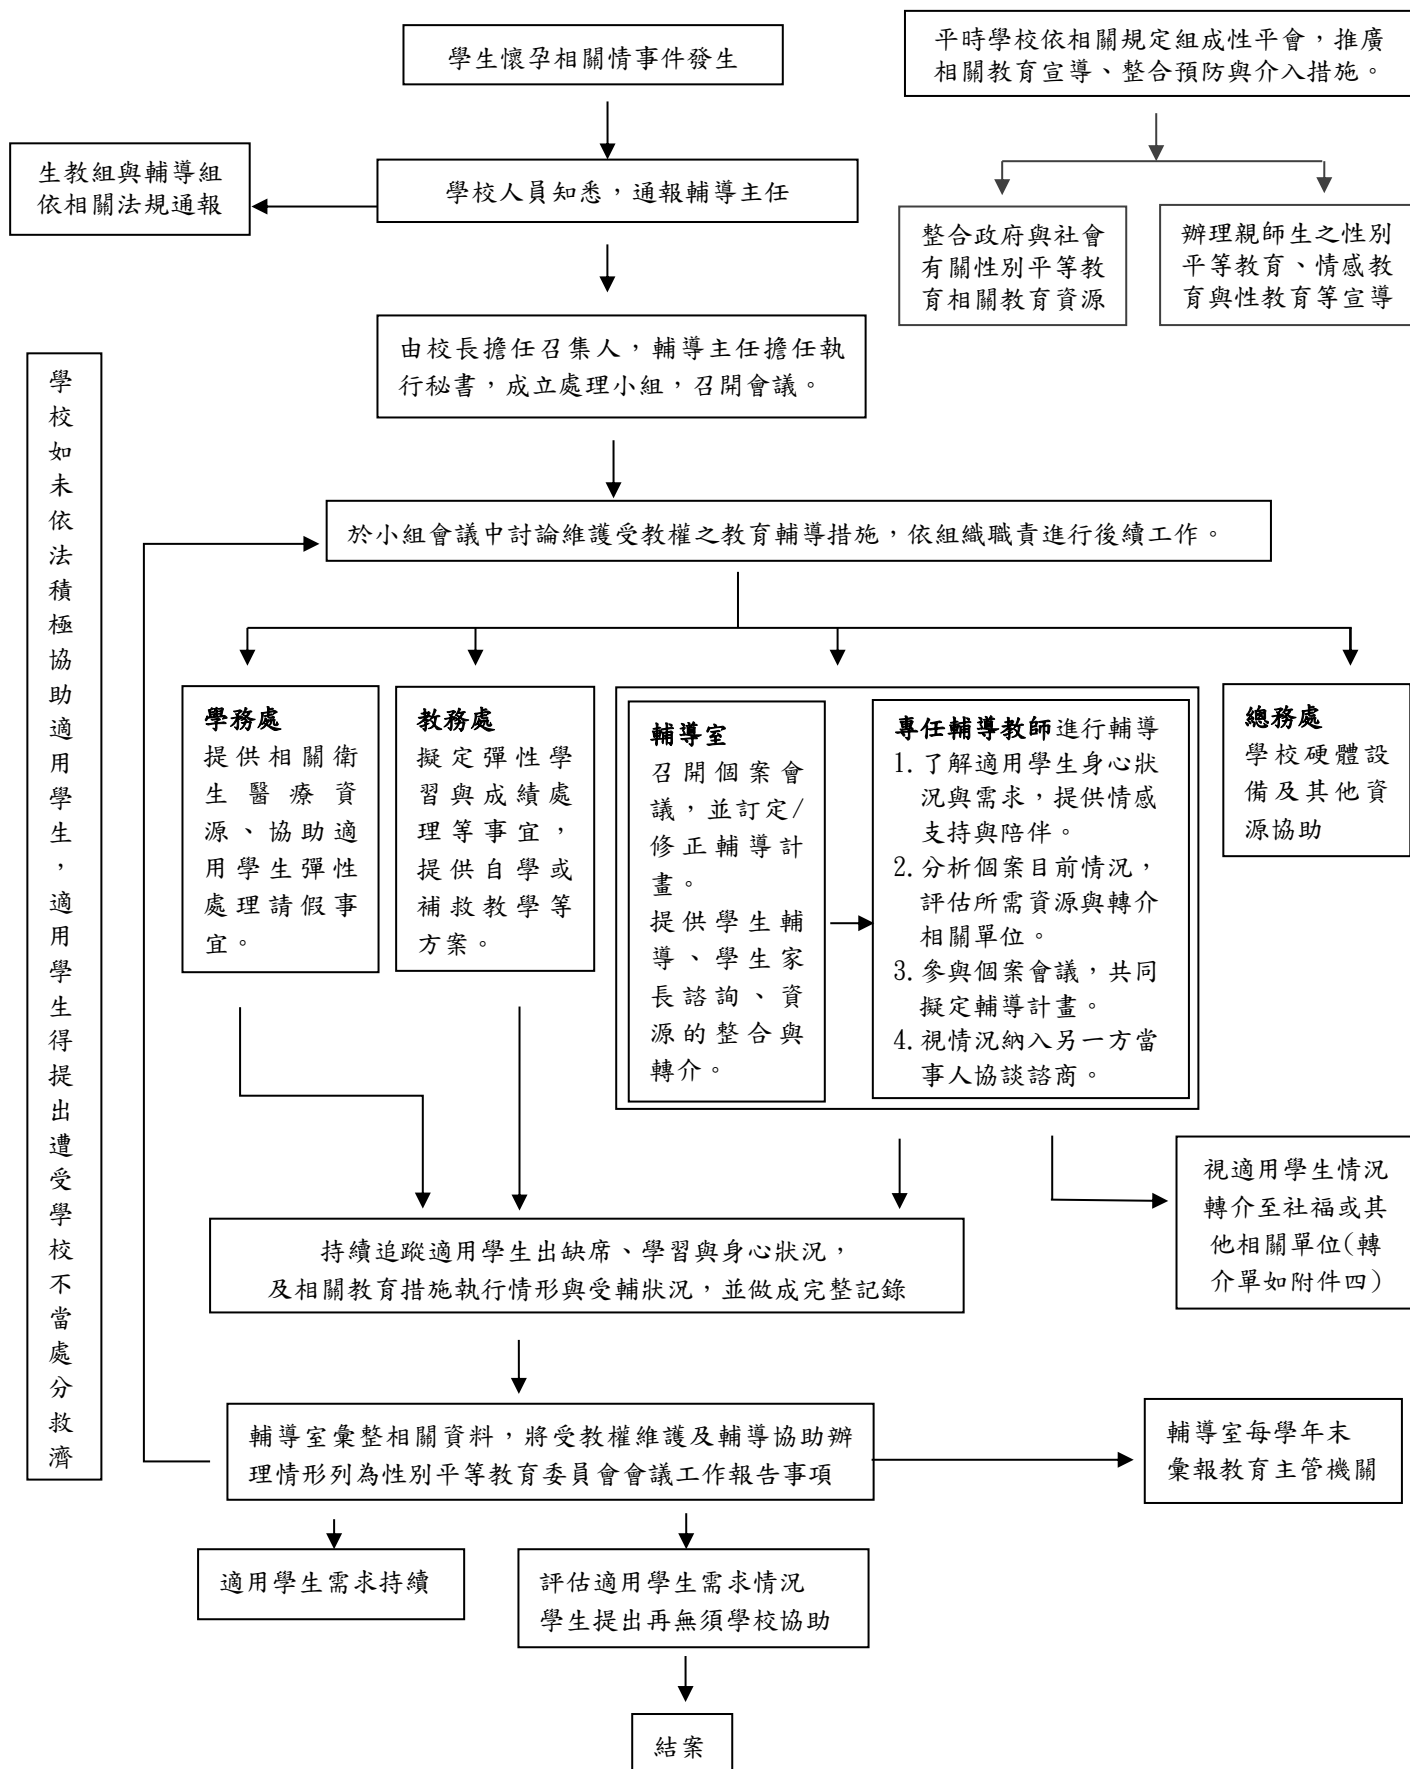 學生懷孕相關情事件發生
平時學校依相關規定組成性平會，推廣
相關教育宣導、整合預防與介入措施。
生教組與輔導組
依相關法規通報
學校人員知悉，通報輔導主任
整合政府與社會
有關性別平等教
育相關教育資源
辦理親師生之性別
平等教育、情感教
育與性教育等宣導
由校長擔任召集人，輔導主任擔任執
行秘書，成立處理小組，召開會議。
學校如未依法積極協助適用學生，適用學生得提出遭受學校不當處分救濟
於小組會議中討論維護受教權之教育輔導措施，依組織職責進行後續工作。
學務處
提供相關衛
生醫療資
源、協助適
用學生彈性
處理請假事
宜。
教務處
擬定彈性學
習與成績處
理等事宜，
提供自學或
補救教學等
方案。
輔導室
召開個案會
議，並訂定/
修正輔導計
畫。
提供學生輔
導、學生家
長諮詢、資
源的整合與
轉介。
專任輔導教師進行輔導
1.了解適用學生身心狀
況與需求，提供情感
支持與陪伴。
2.分析個案目前情況，
評估所需資源與轉介
相關單位。
3.參與個案會議，共同
擬定輔導計畫。
4.視情況納入另一方當
事人協談諮商。
總務處
學校硬體設
備及其他資
源協助
視適用學生情況
轉介至社福或其
他相關單位(轉
介單如附件四)
持續追蹤適用學生出缺席、學習與身心狀況，
及相關教育措施執行情形與受輔狀況，並做成完整記錄
輔導室彙整相關資料，將受教權維護及輔導協助辦
理情形列為性別平等教育委員會會議工作報告事項
輔導室每學年末
彙報教育主管機關
適用學生需求持續
評估適用學生需求情況
學生提出再無須學校協助
結案